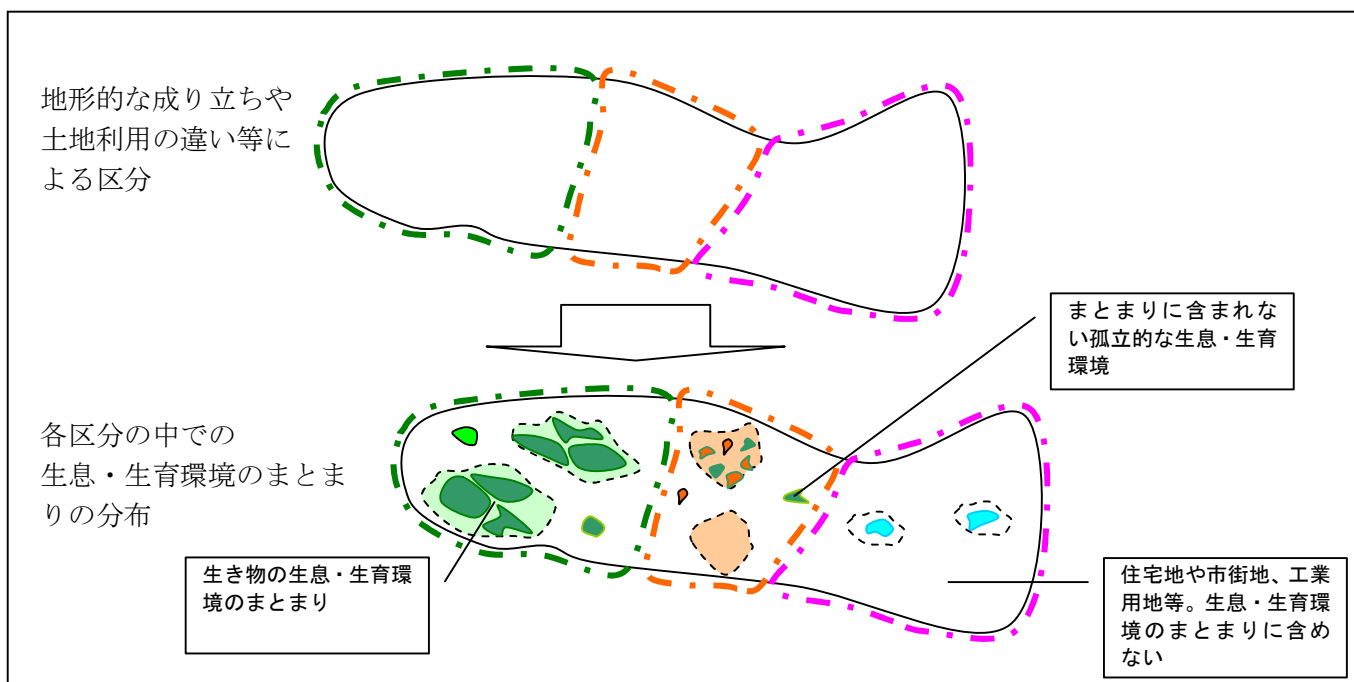 地形的な成り立ちや
土地利用の違い等に
よる区分
まとまりに含まれな
い孤立的な生息・生育
環境
各区分の中での
生息・生育環境のまとま
りの分布
生き物の生息・生育環
境のまとまり
住宅地や市街地、工業
用地等。生息・生育環
境のまとまりに含め
ない